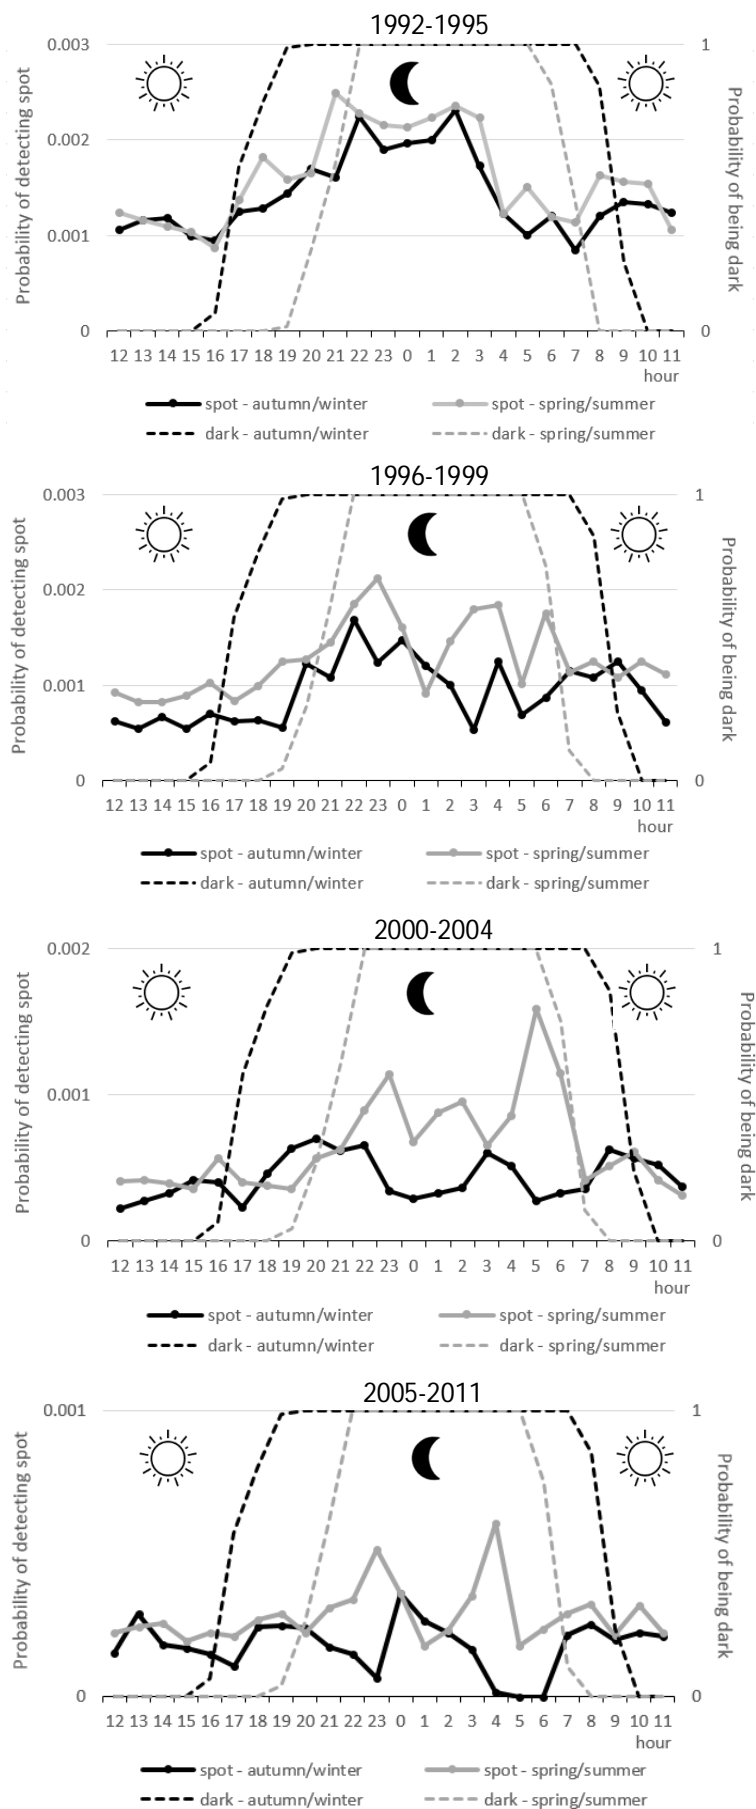 1992-1995
0.003 1
0.002
0.001
0 0
Probability of detecting spot
Probability of being dark
12 13 14 15 16 17 18 19 20 21 22 23 0 1 2 3 4 5 6 7 8 9 10 11
hour
spot - autumn/winter spot - spring/summer
dark - autumn/winter dark - spring/summer
1996-1999
0.003 1
0.002
0.001
0 0
Probability of detecting spot
Probability of being dark
12 13 14 15 16 17 18 19 20 21 22 23 0 1 2 3 4 5 6 7 8 9 10 11
hour
spot - autumn/winter spot - spring/summer
dark - autumn/winter dark - spring/summer
2000-2004
0.002 1
0.001
0 0
Probability of detecting spot
Probability of being dark
12 13 14 15 16 17 18 19 20 21 22 23 0 1 2 3 4 5 6 7 8 9 10 11
hour
spot - autumn/winter spot - spring/summer
dark - autumn/winter dark - spring/summer
2005-2011
0.001 1
0 0
Probability of detecting spot
Probability of being dark
12 13 14 15 16 17 18 19 20 21 22 23 0 1 2 3 4 5 6 7 8 9 10 11
hour
spot - autumn/winter spot - spring/summer
dark - autumn/winter dark - spring/summer